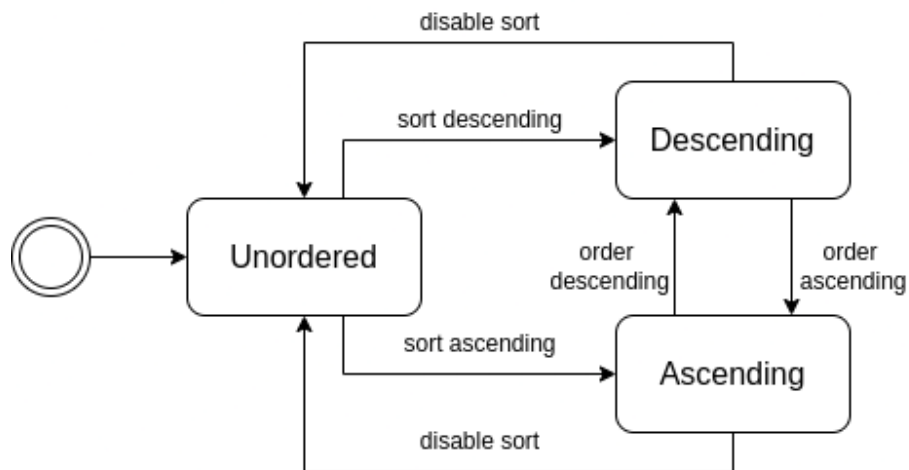 disable sort
sort descending
Descending
Unordered
order
descending
order
ascending
sort ascending
Ascending
disable sort